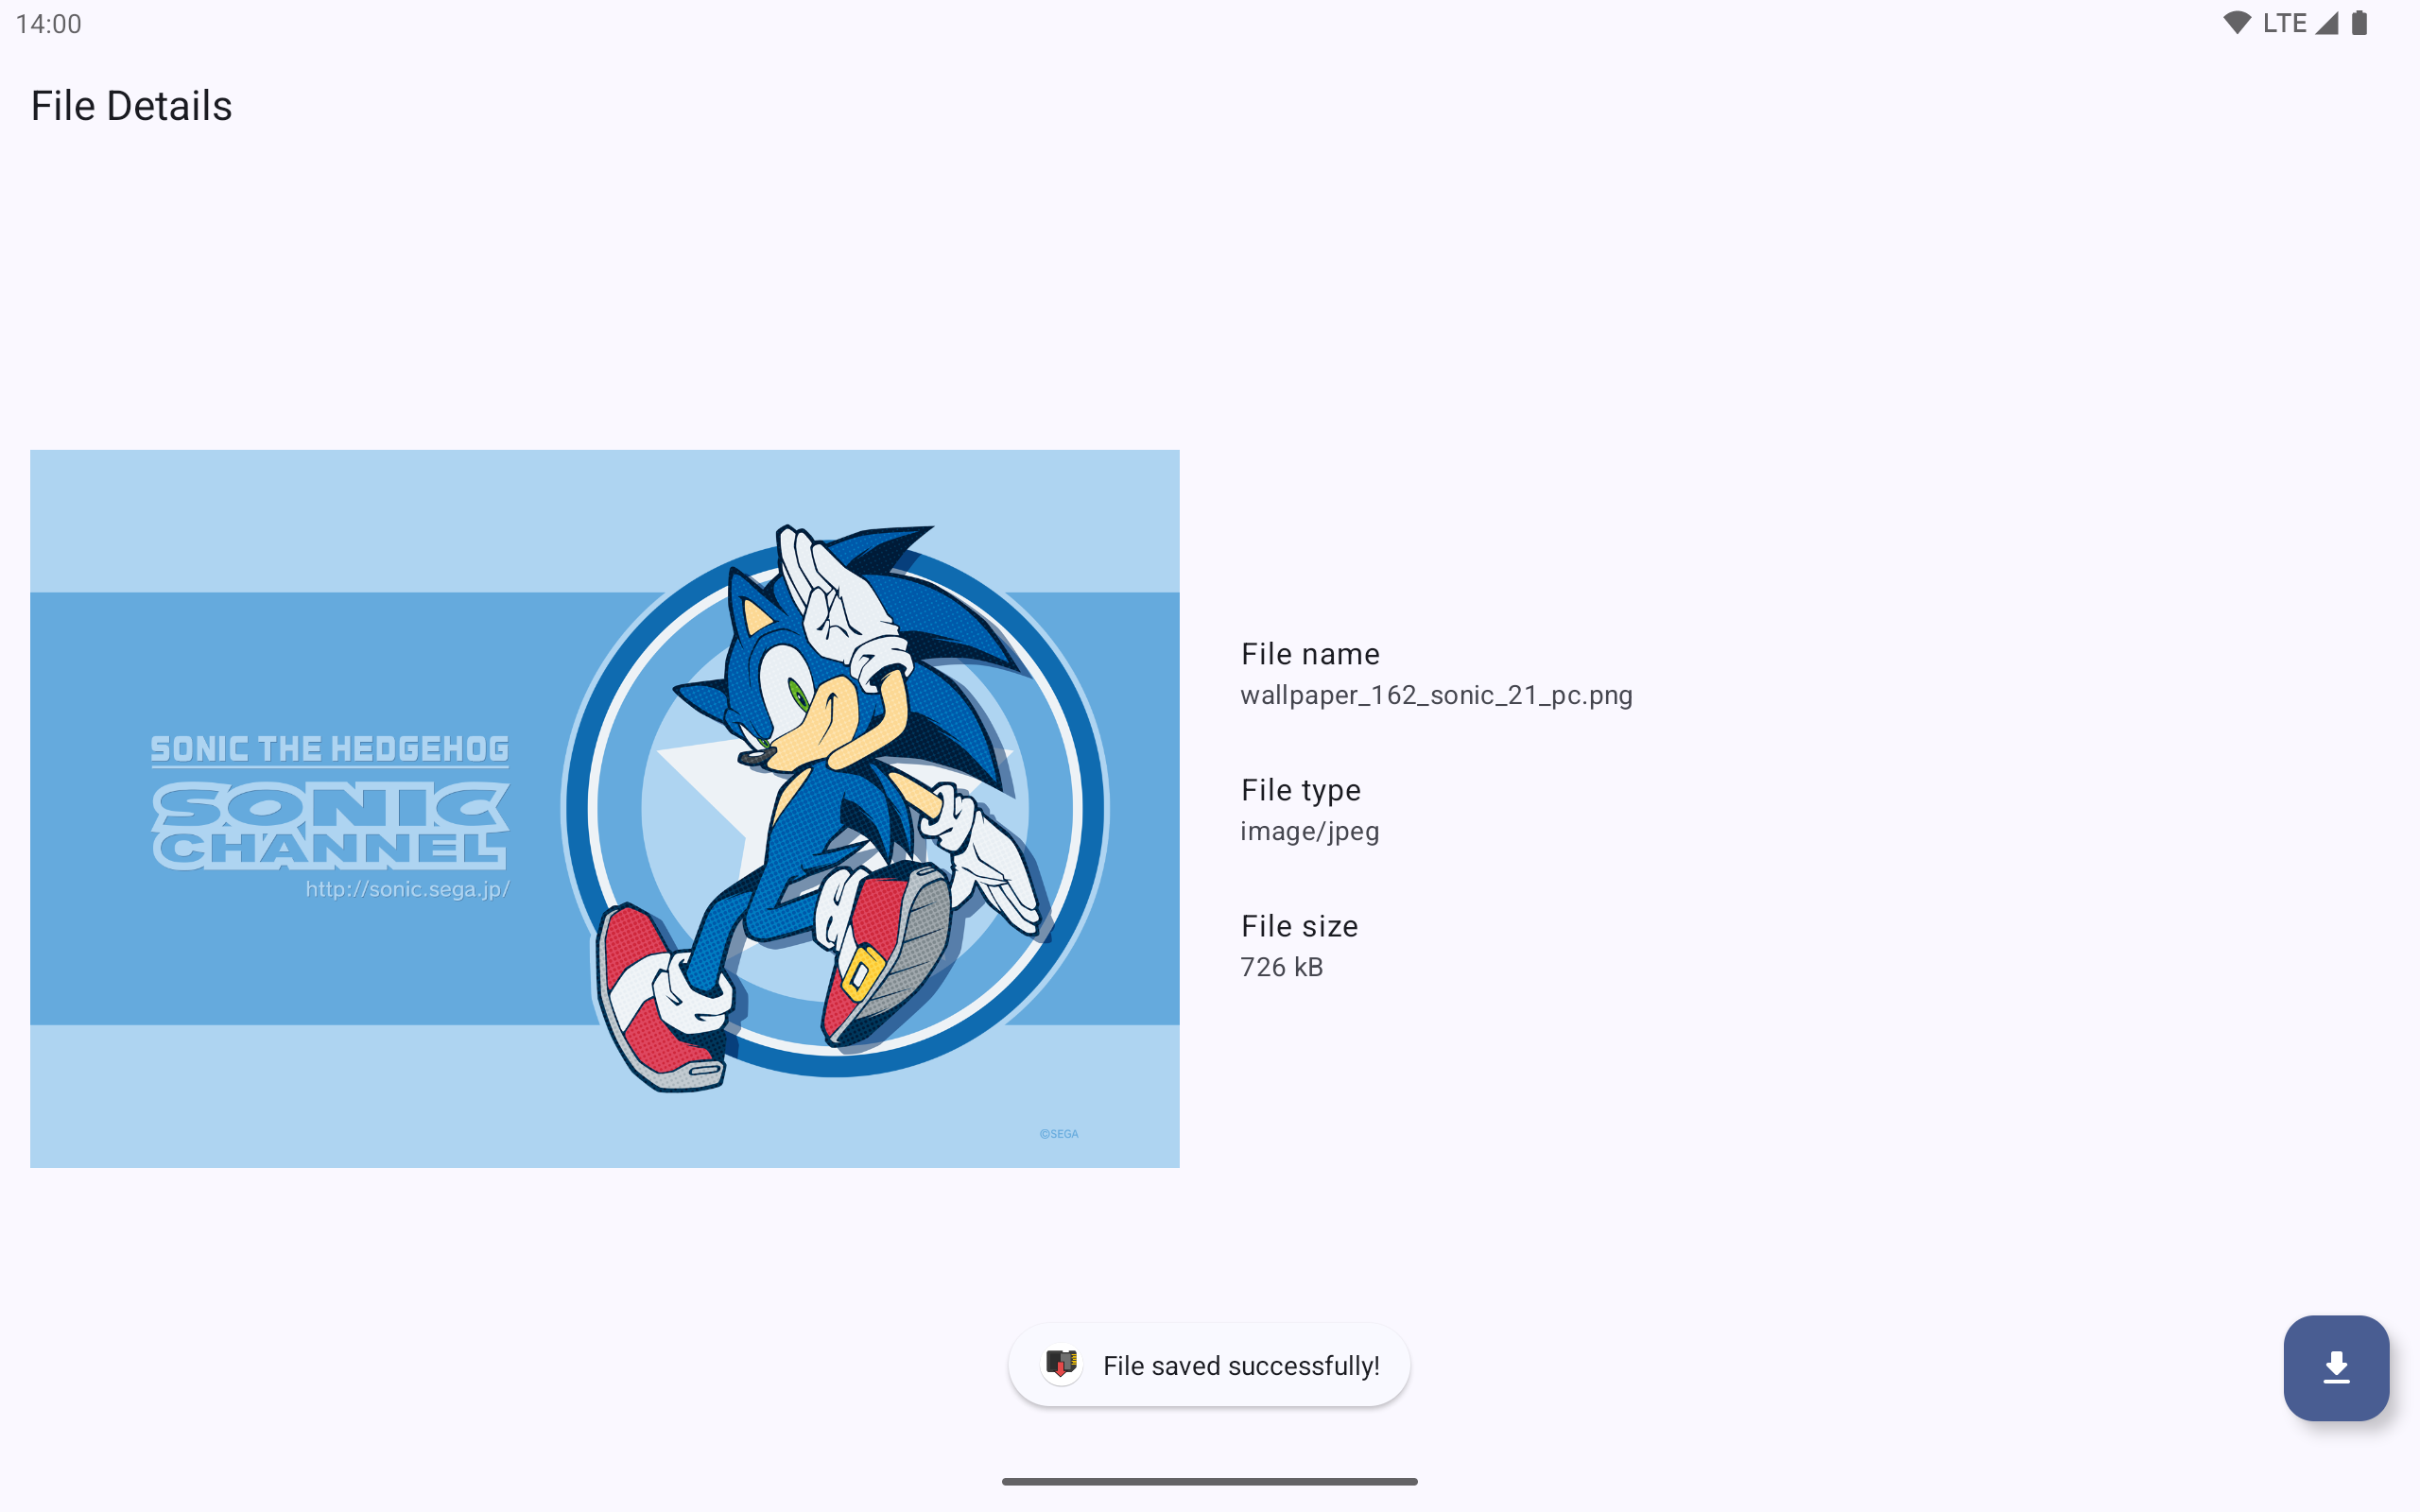 14:00
LTE
File Details
SONIC THE HEDGEHOG
SONIC
CHANNEL
http://sonic.sega.jp/
©SEGA
File name
wallpaper_162_sonic_21_pc.png
File type
image/jpeg
File size
726 kB
File saved successfully!